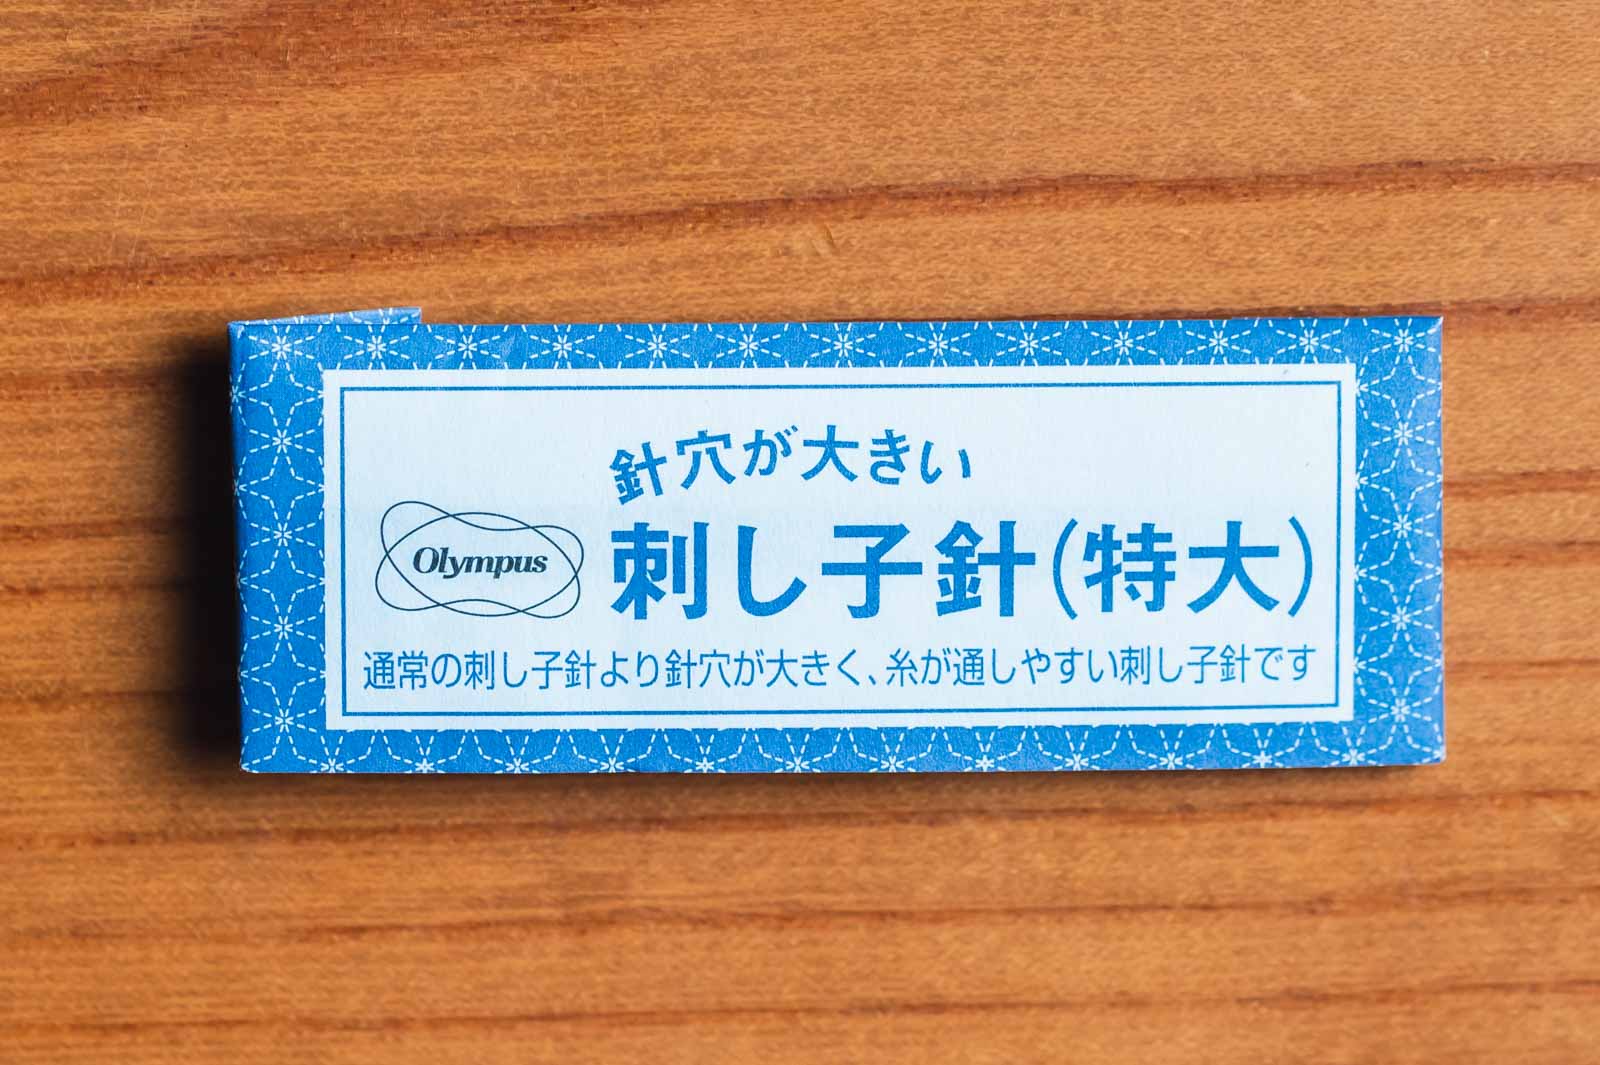 針穴が大きい
Olympus
刺し子針(特大)
通常の刺し子針より針穴が大きく、糸が通しやすい刺し子針です